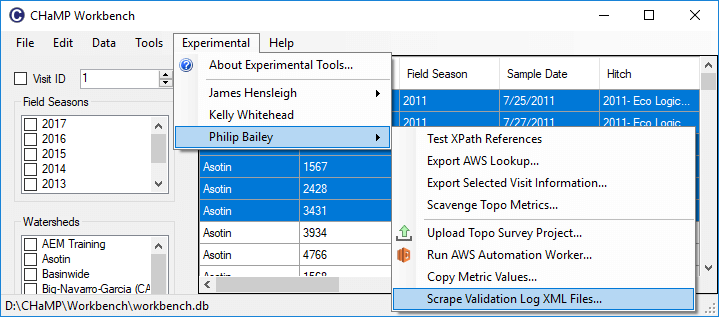 CHaMP Workbench
File Edit Data Tools Experimental Help
About Experimental Tools...
James Hensleigh
Kelly Whitehead
Philip Bailey
Test XPath References
Export AWS Lookup...
Export Selected Visit Information...
Scavenge Topo Metrics...
Upload Topo Survey Project...
Run AWS Automation Worker...
Copy Metric Values...
Scrape Validation Log XML Files...
Visit ID 1
Field Seasons
2017
2016
2015
2014
2013
Watersheds
AEM Training
Asotin
Basinwide
Big-Navarro-Garcia (CA
Field Season Sample Date Hitch
2011 7/25/2011 2011- Eco Logic...
2011 7/27/2011 2011- Eco Logic
Asotin 1567
Asotin 2428
Asotin 3431
Asotin 3934
Asotin 4766
Asotin 1568
D:\CHaMP\Workbench\workbench.db